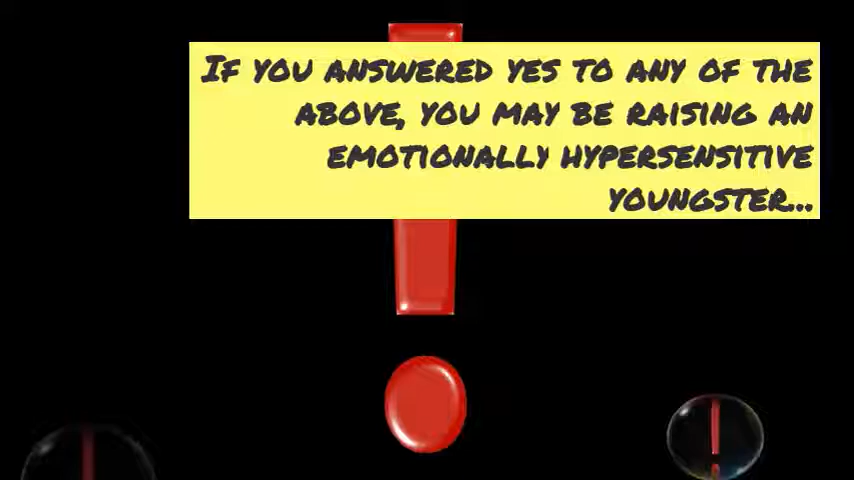 If you answered yes to any of the
above, you may be raising an
emotionally hypersensitive
youngster...